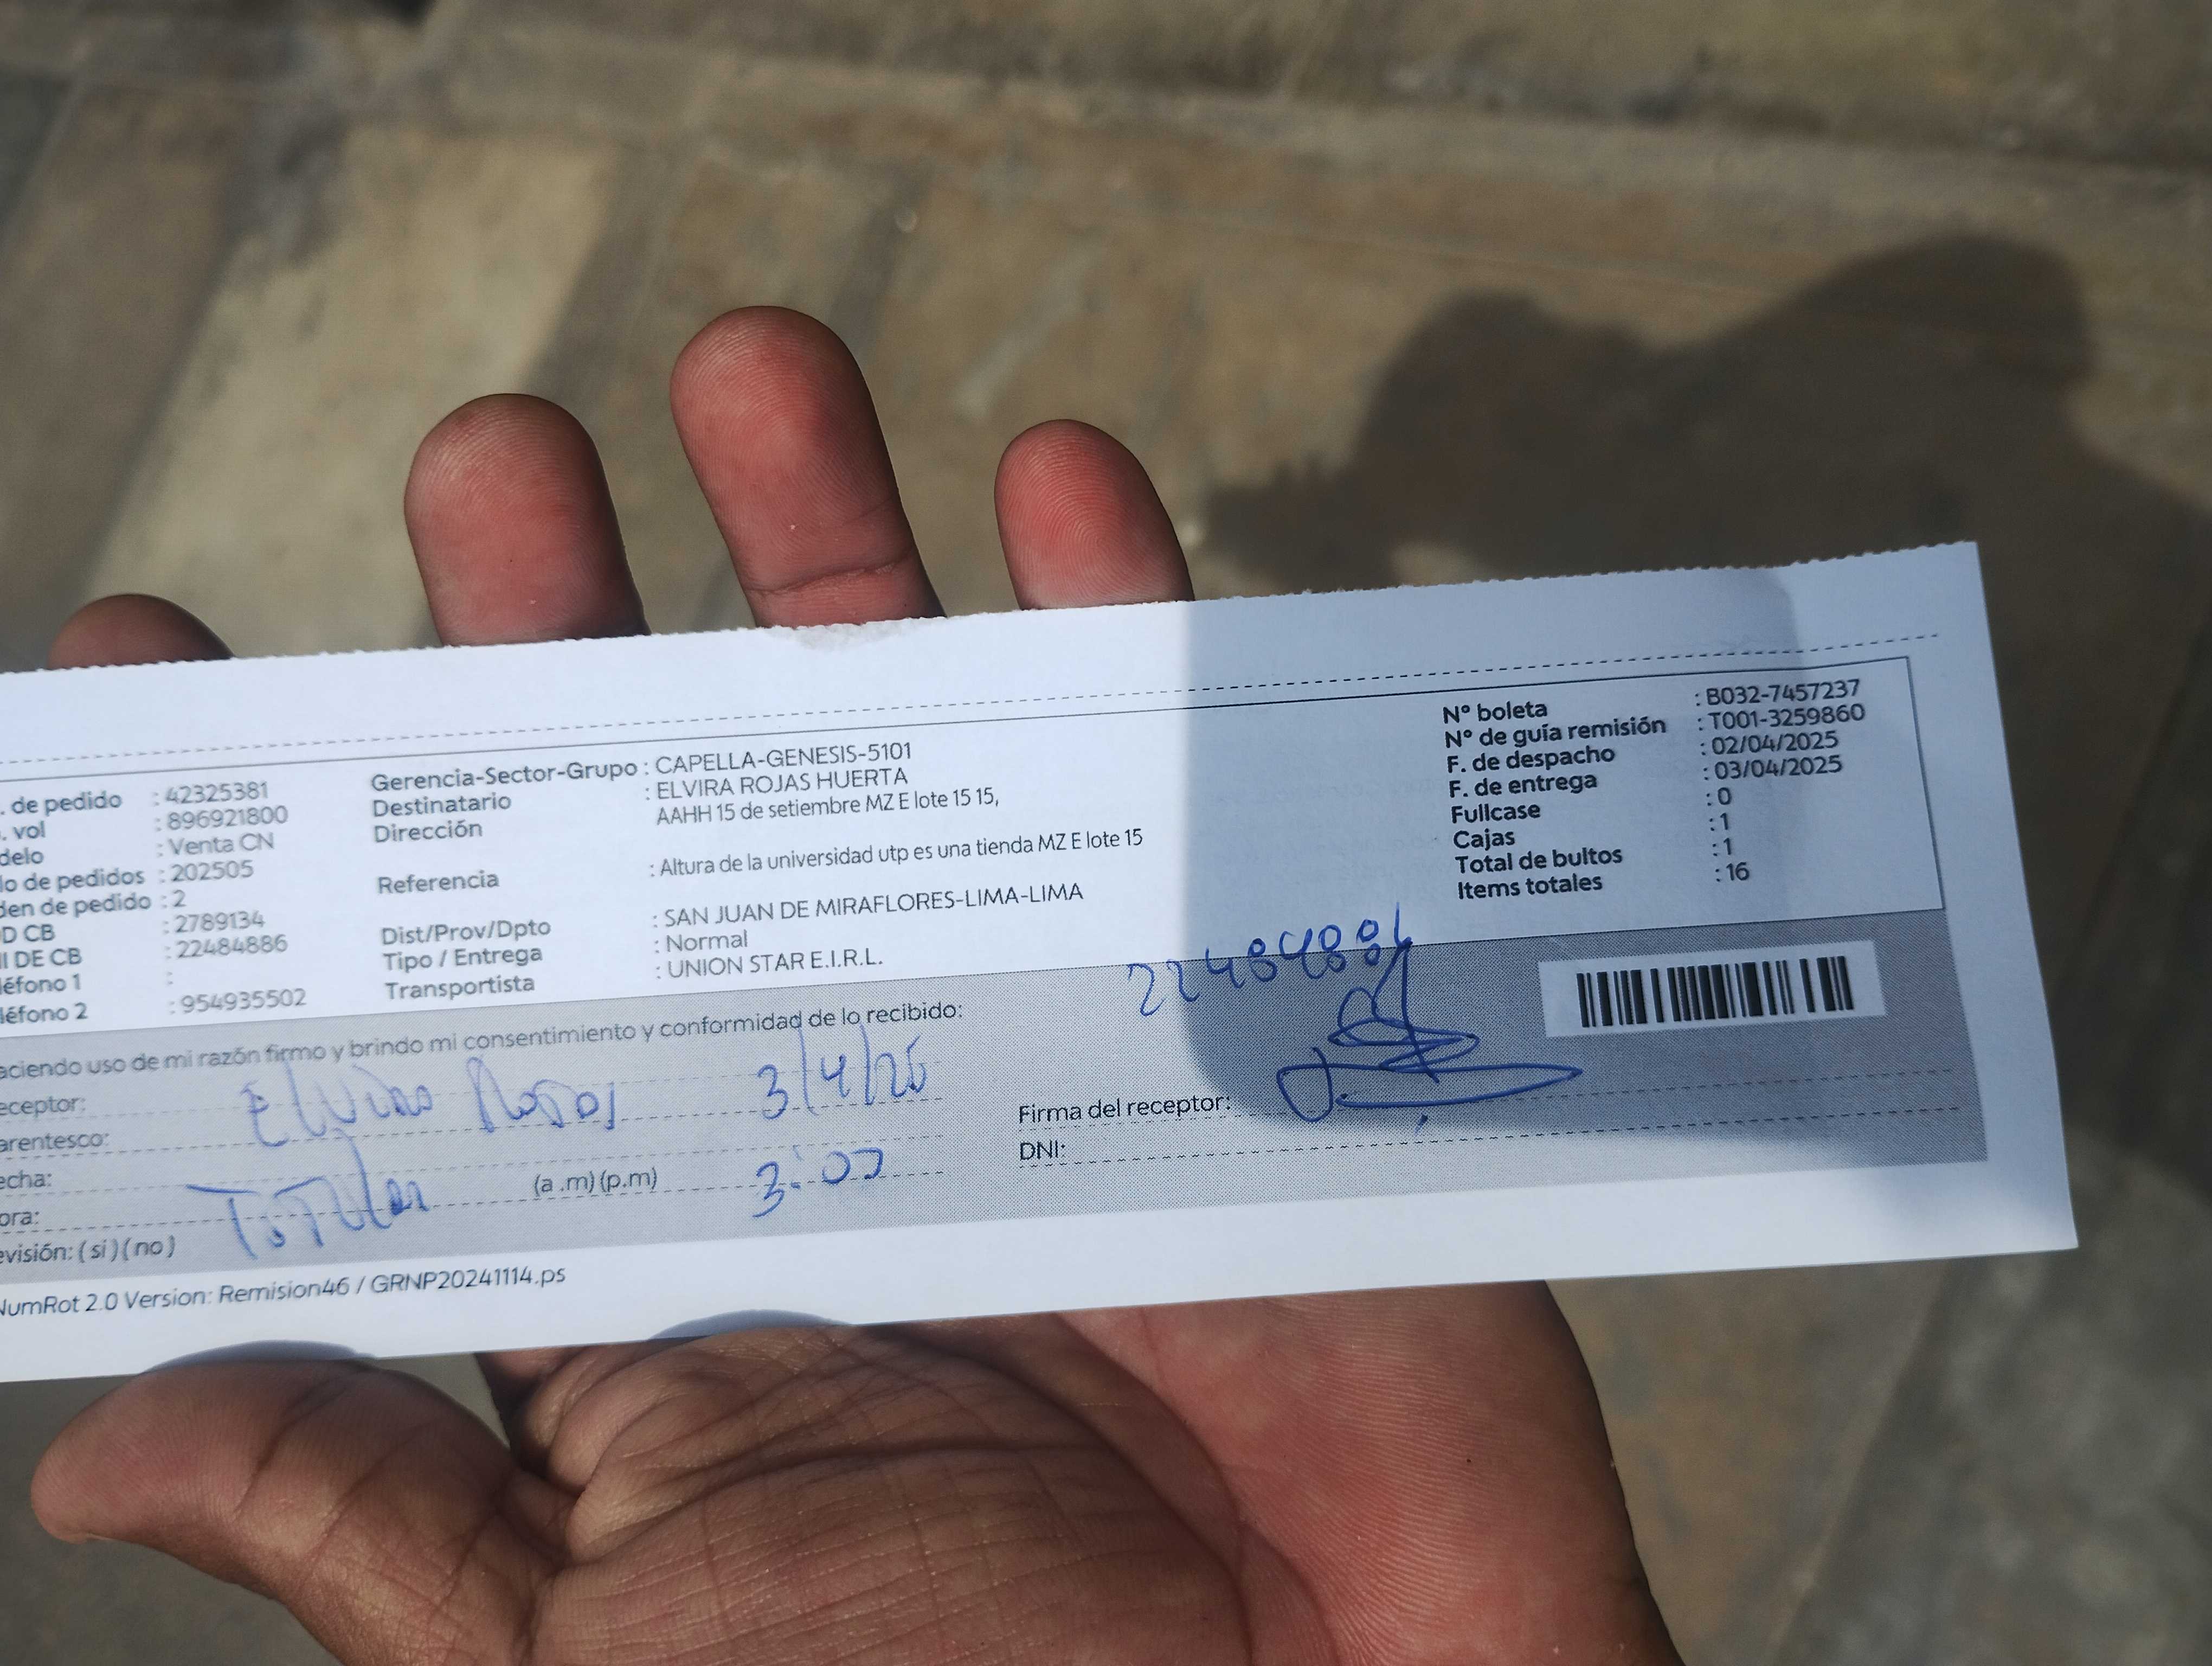 . de pedido : 42325381
. vol : 896921800
delo : Venta CN
lo de pedidos : 202505
den de pedido : 2
D CB : 2789134
II DE CB : 22484886
léfono 1 :
léfono 2 : 954935502
Gerencia-Sector-Grupo : CAPELLA-GENESIS-5101
Destinatario : ELVIRA ROJAS HUERTA
Dirección AAHH 15 de setiembre MZ E lote 15 15,
Referencia : Altura de la universidad utp es una tienda MZ E lote 15
Dist/Prov/Dpto : SAN JUAN DE MIRAFLORES-LIMA-LIMA
Tipo / Entrega : Normal
Transportista : UNION STAR E.I.R.L.
Nº boleta : B032-7457237
Nº de guía remisión : T001-3259860
F. de despacho : 02/04/2025
F. de entrega : 03/04/2025
Fullcase : 0
Cajas : 1
Total de bultos : 1
Items totales : 16
aciendo uso de mi razón firmo y brindo mi consentimiento y conformidad de lo recibido:
22484886
eceptor: Elvira Rojas 3/4/25
arentesco:
echa: Titular
ora: (a .m) (p.m) 3:07
evisión: ( si ) ( no )
Firma del receptor:
DNI:
NumRot 2.0 Version: Remision46 / GRNP20241114.ps